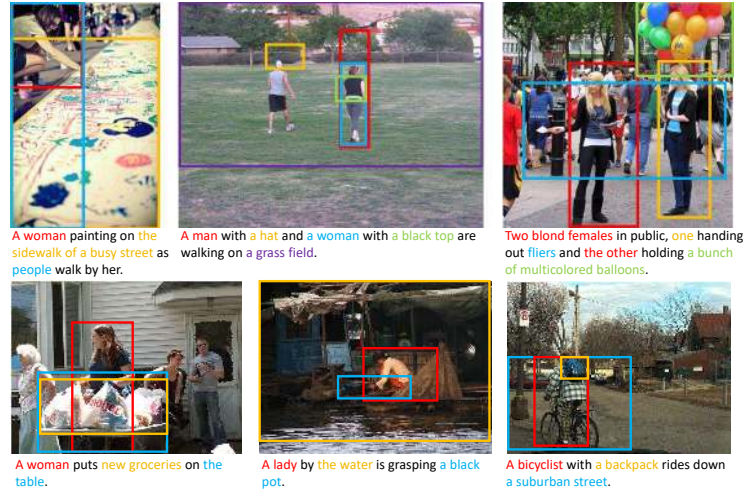 A woman painting on the
sidewalk of a busy street as
people walk by her.
A man with a hat and a woman with a black top are
walking on a grass field.
Two blond females in public, one handing
out fliers and the other holding a bunch
of multicolored balloons.
A woman puts new groceries on the
table.
A lady by the water is grasping a black
pot.
A bicyclist with a backpack rides down
a suburban street.